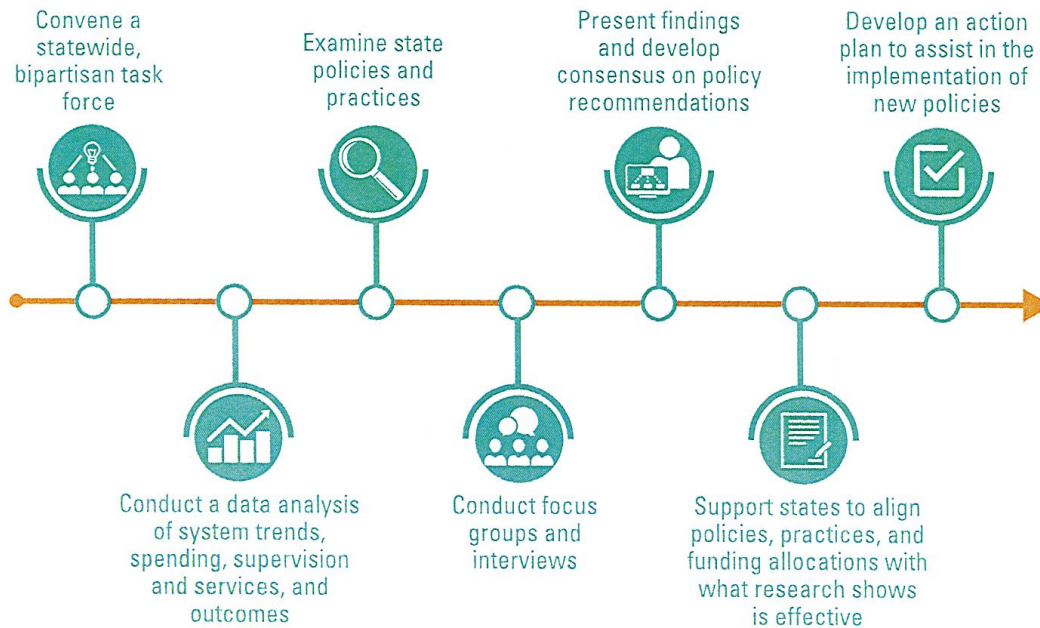 Convene a
statewide,
bipartisan task
force
Conduct a data analysis
of system trends,
spending, supervision
and services, and
outcomes
Examine state
policies and
practices
Conduct focus
groups and
interviews
Present findings
and develop
consensus on policy
recommendations
Support states to align
policies, practices, and
funding allocations with
what research shows
is effective
Develop an action
plan to assist in the
implementation of
new policies